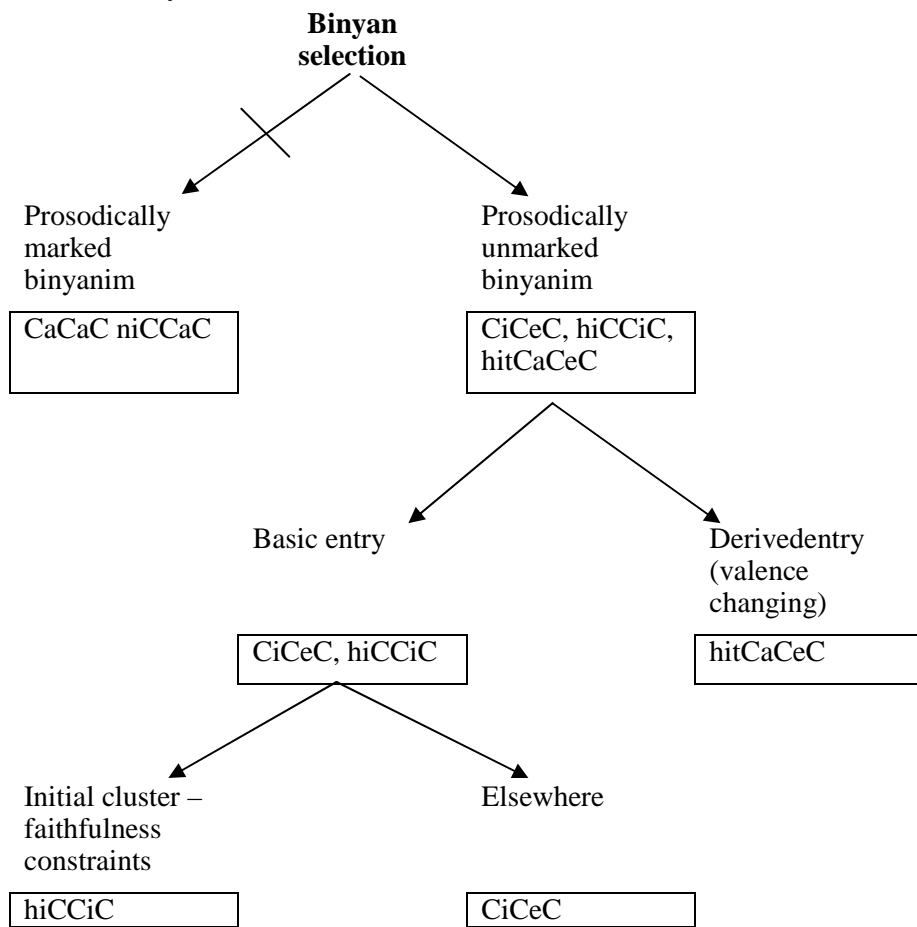 Binyan
selection
Prosodically
marked
binyanim
CaCaC niCCaC
Prosodically
unmarked
binyanim
CiCeC, hiCCiC,
hitCaCeC
Basic entry
CiCeC, hiCCiC
Derivedentry
(valence
changing)
hitCaCeC
Initial cluster –
faithfulness
constraints
hiCCiC
Elsewhere
CiCeC